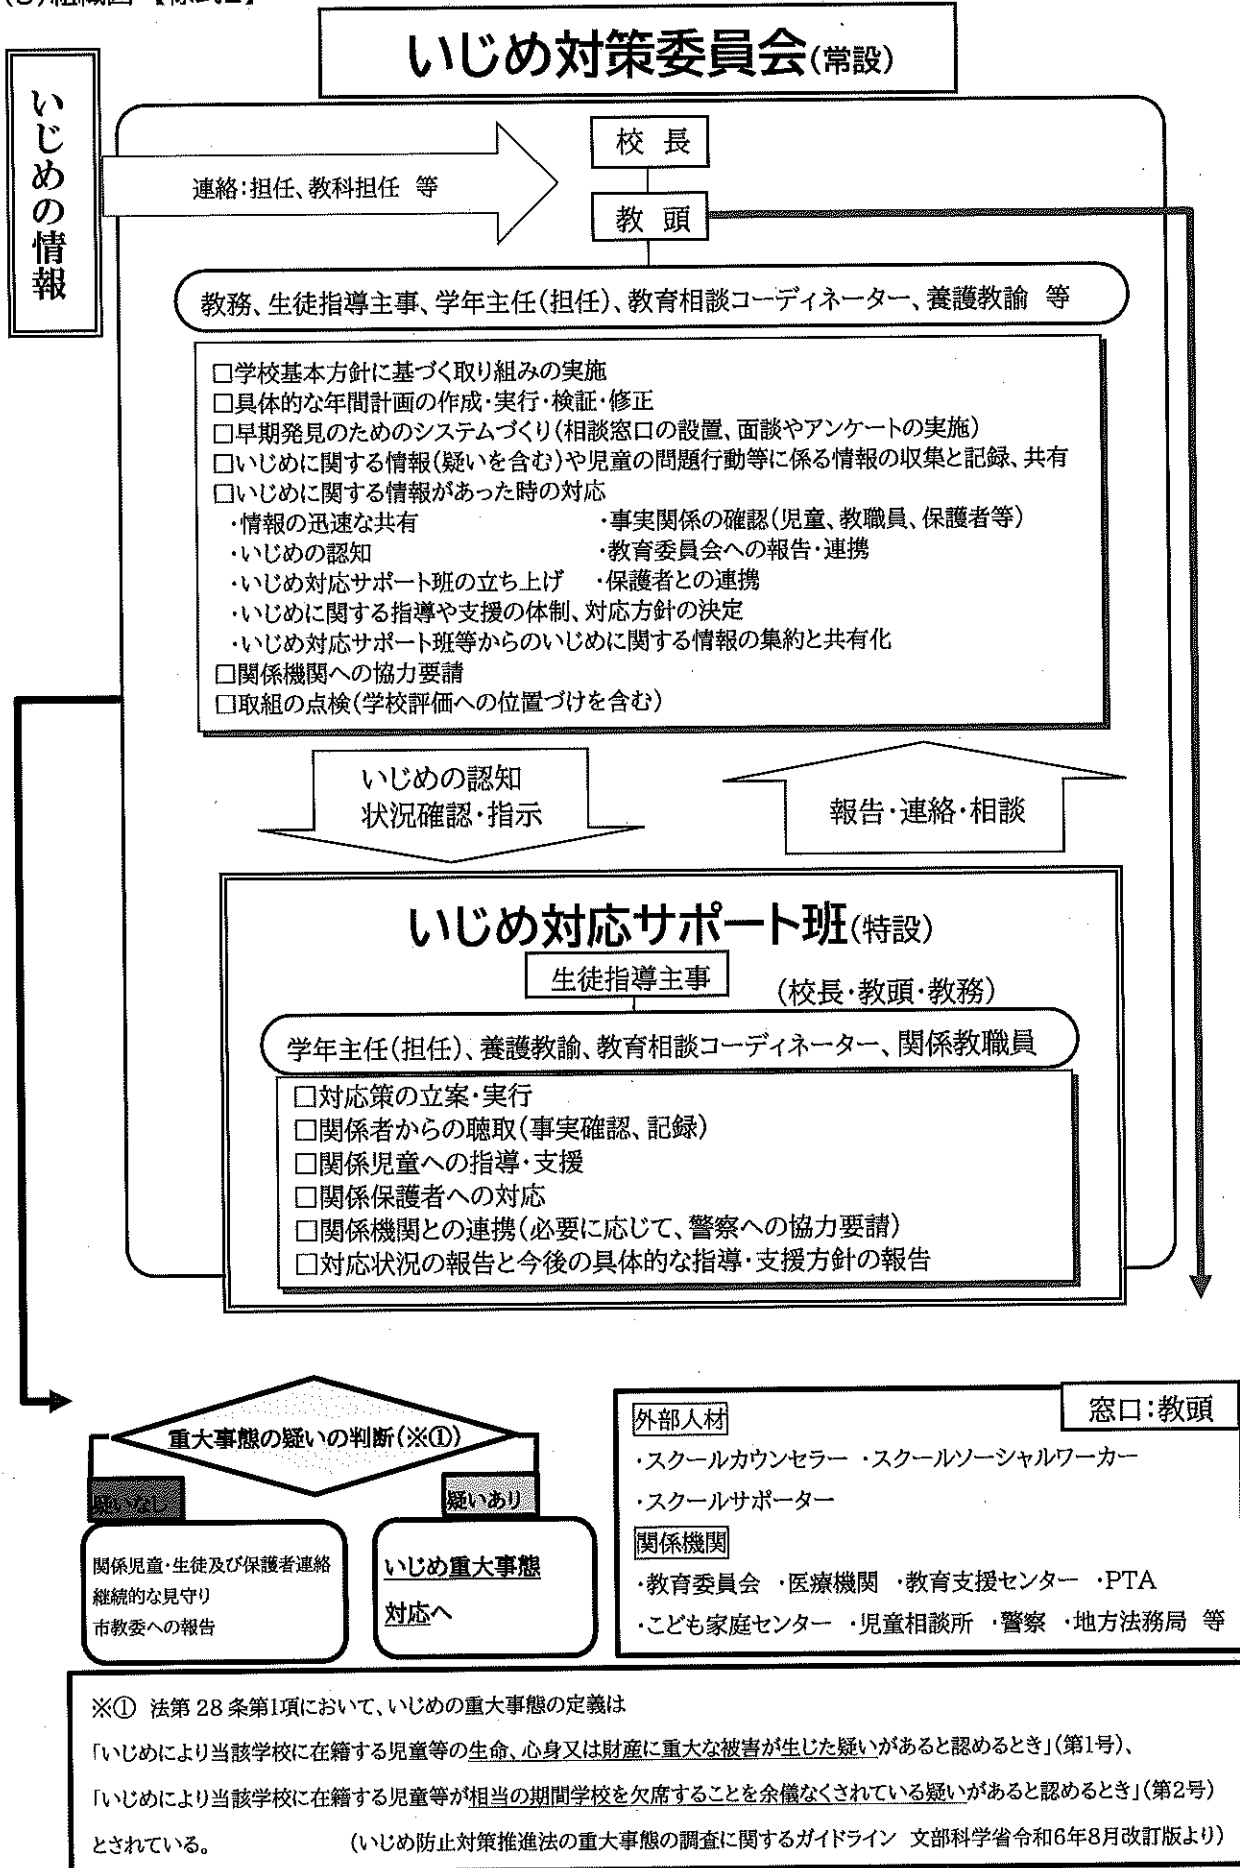 いじめ対策委員会(常設)
いじめの情報
校 長
連絡:担任、教科担任 等
教 頭
教務、生徒指導主事、学年主任(担任)、教育相談コーディネーター、養護教諭 等
□学校基本方針に基づく取り組みの実施
□具体的な年間計画の作成・実行・検証・修正
□早期発見のためのシステムづくり(相談窓口の設置、面談やアンケートの実施)
□いじめに関する情報(疑いを含む)や児童の問題行動等に係る情報の収集と記録、共有
□いじめに関する情報があった時の対応
・情報の迅速な共有 ・事実関係の確認(児童、教職員、保護者等)
・いじめの認知 ・教育委員会への報告・連携
・いじめ対応サポート班の立ち上げ ・保護者との連携
・いじめに関する指導や支援の体制、対応方針の決定
・いじめ対応サポート班等からのいじめに関する情報の集約と共有化
□関係機関への協力要請
□取組の点検(学校評価への位置づけを含む)
いじめの認知
状況確認・指示
報告・連絡・相談
いじめ対応サポート班(特設)
生徒指導主事
(校長・教頭・教務)
学年主任(担任)、養護教諭、教育相談コーディネーター、関係教職員
□対応策の立案・実行
□関係者からの聴取(事実確認、記録)
□関係児童への指導・支援
□関係保護者への対応
□関係機関との連携(必要に応じて、警察への協力要請)
□対応状況の報告と今後の具体的な指導・支援方針の報告
重大事態の疑いの判断(※①)
疑いなし
疑いあり
関係児童・生徒及び保護者連絡
継続的な見守り
市教委への報告
いじめ重大事態
対応へ
窓口:教頭
外部人材
・スクールカウンセラー ・スクールソーシャルワーカー
・スクールサポーター
関係機関
・教育委員会 ・医療機関 ・教育支援センター ・PTA
・こども家庭センター ・児童相談所 ・警察 ・地方法務局 等
※① 法第28条第1項において、いじめの重大事態の定義は
「いじめにより当該学校に在籍する児童等の生命、心身又は財産に重大な被害が生じた疑いがあると認めるとき」(第1号)、
「いじめにより当該学校に在籍する児童等が相当の期間学校を欠席することを余儀なくされている疑いがあると認めるとき」(第2号)
とされている。 (いじめ防止対策推進法の重大事態の調査に関するガイドライン 文部科学省令和6年8月改訂版より)